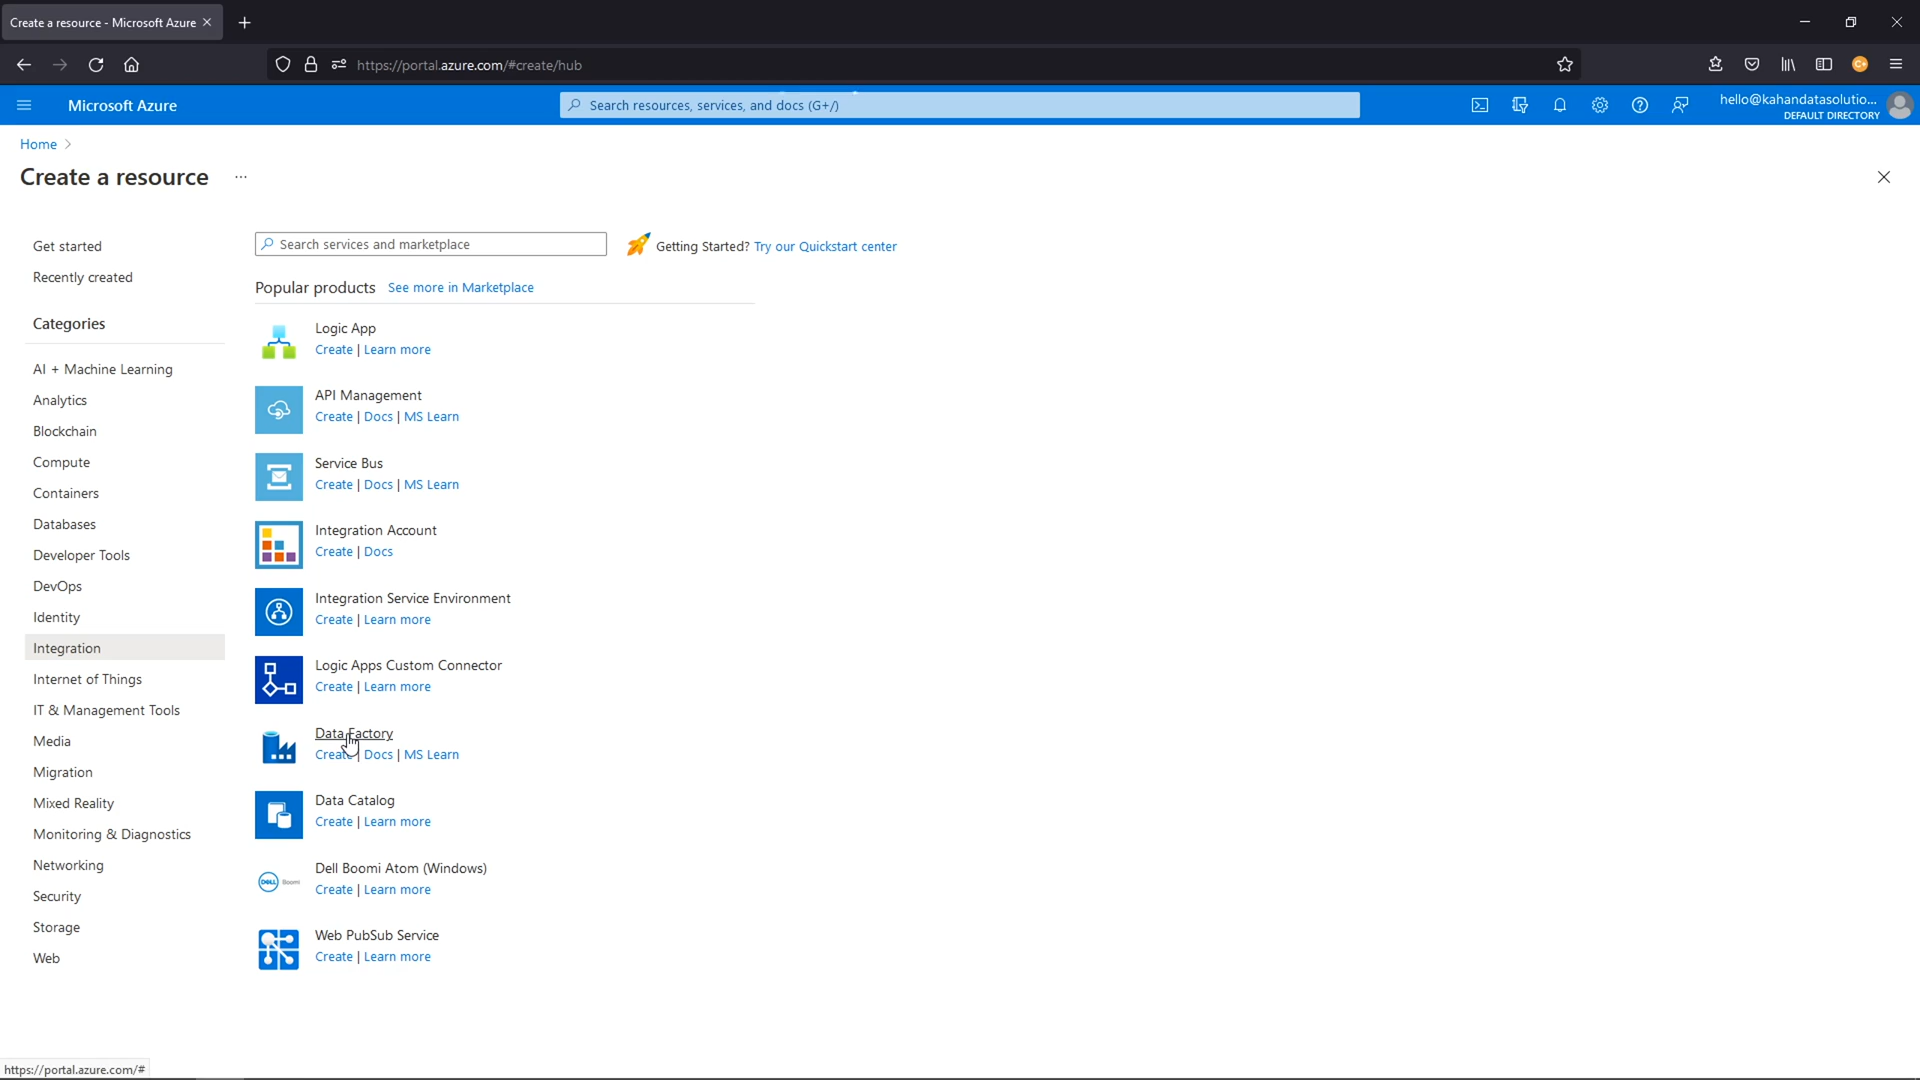 Create a resource - Microsoft Azure
https://portal.azure.com/#create/hub
C+
Microsoft Azure
Search resources, services, and docs (G+/)
hello@kahandatasolutio...
DEFAULT DIRECTORY
Home
Create a resource
...
Get started
Recently created
Categories
AI + Machine Learning
Analytics
Blockchain
Compute
Containers
Databases
Developer Tools
DevOps
Identity
Integration
Internet of Things
IT & Management Tools
Media
Migration
Mixed Reality
Monitoring & Diagnostics
Networking
Security
Storage
Web
Search services and marketplace
Getting Started? Try our Quickstart center
Popular products See more in Marketplace
Logic App
Create | Learn more
API Management
Create | Docs | MS Learn
Service Bus
Create | Docs | MS Learn
Integration Account
Create | Docs
Integration Service Environment
Create | Learn more
Logic Apps Custom Connector
Create | Learn more
Data Factory
Create | Docs | MS Learn
Data Catalog
Create | Learn more
DELL Boomi
Dell Boomi Atom (Windows)
Create | Learn more
Web PubSub Service
Create | Learn more
https://portal.azure.com/#